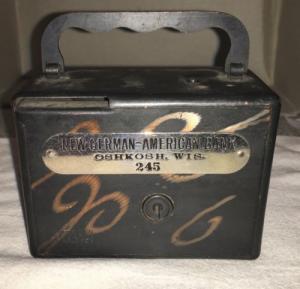 NEW GERMAN-AMERICAN BANK
OSHKOSH, WIS.
245